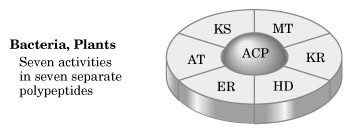 Bacteria, Plants
Seven activities
in seven separate
polypeptides
KS
MT
AT
ACP
KR
ER
HD